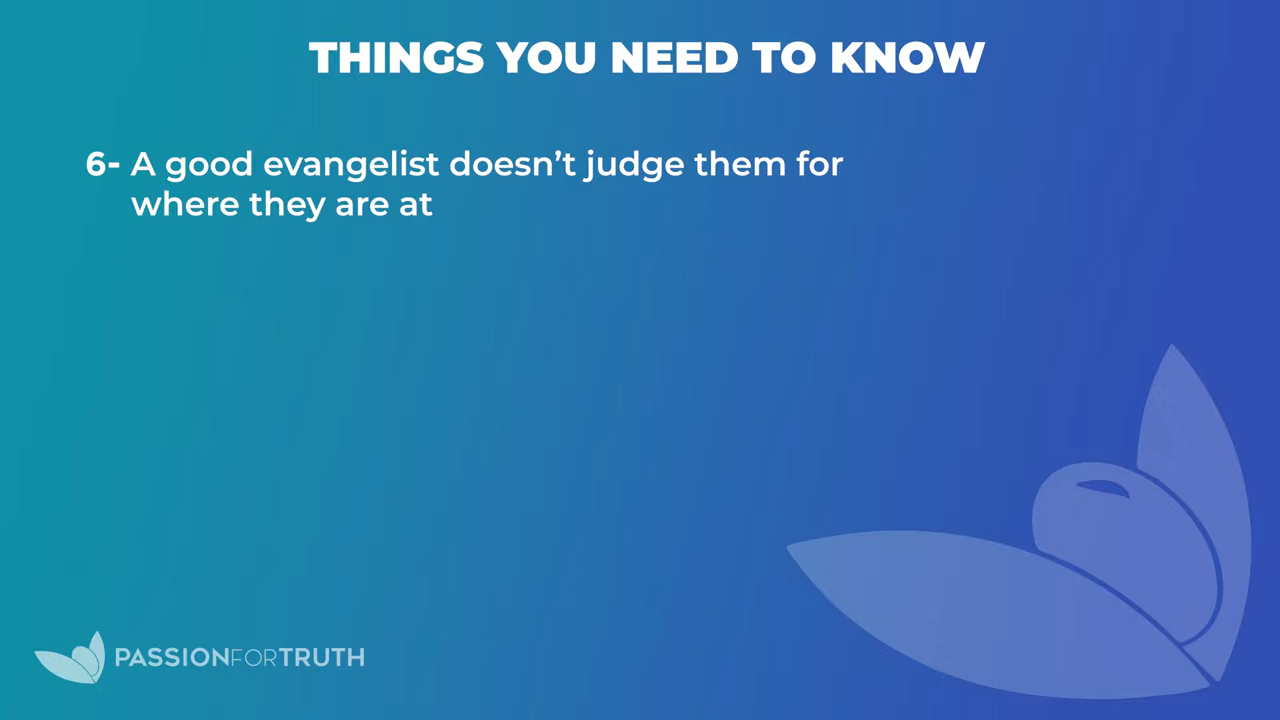 THINGS YOU NEED TO KNOW
6- A good evangelist doesn’t judge them for
where they are at
PASSIONFORTRUTH